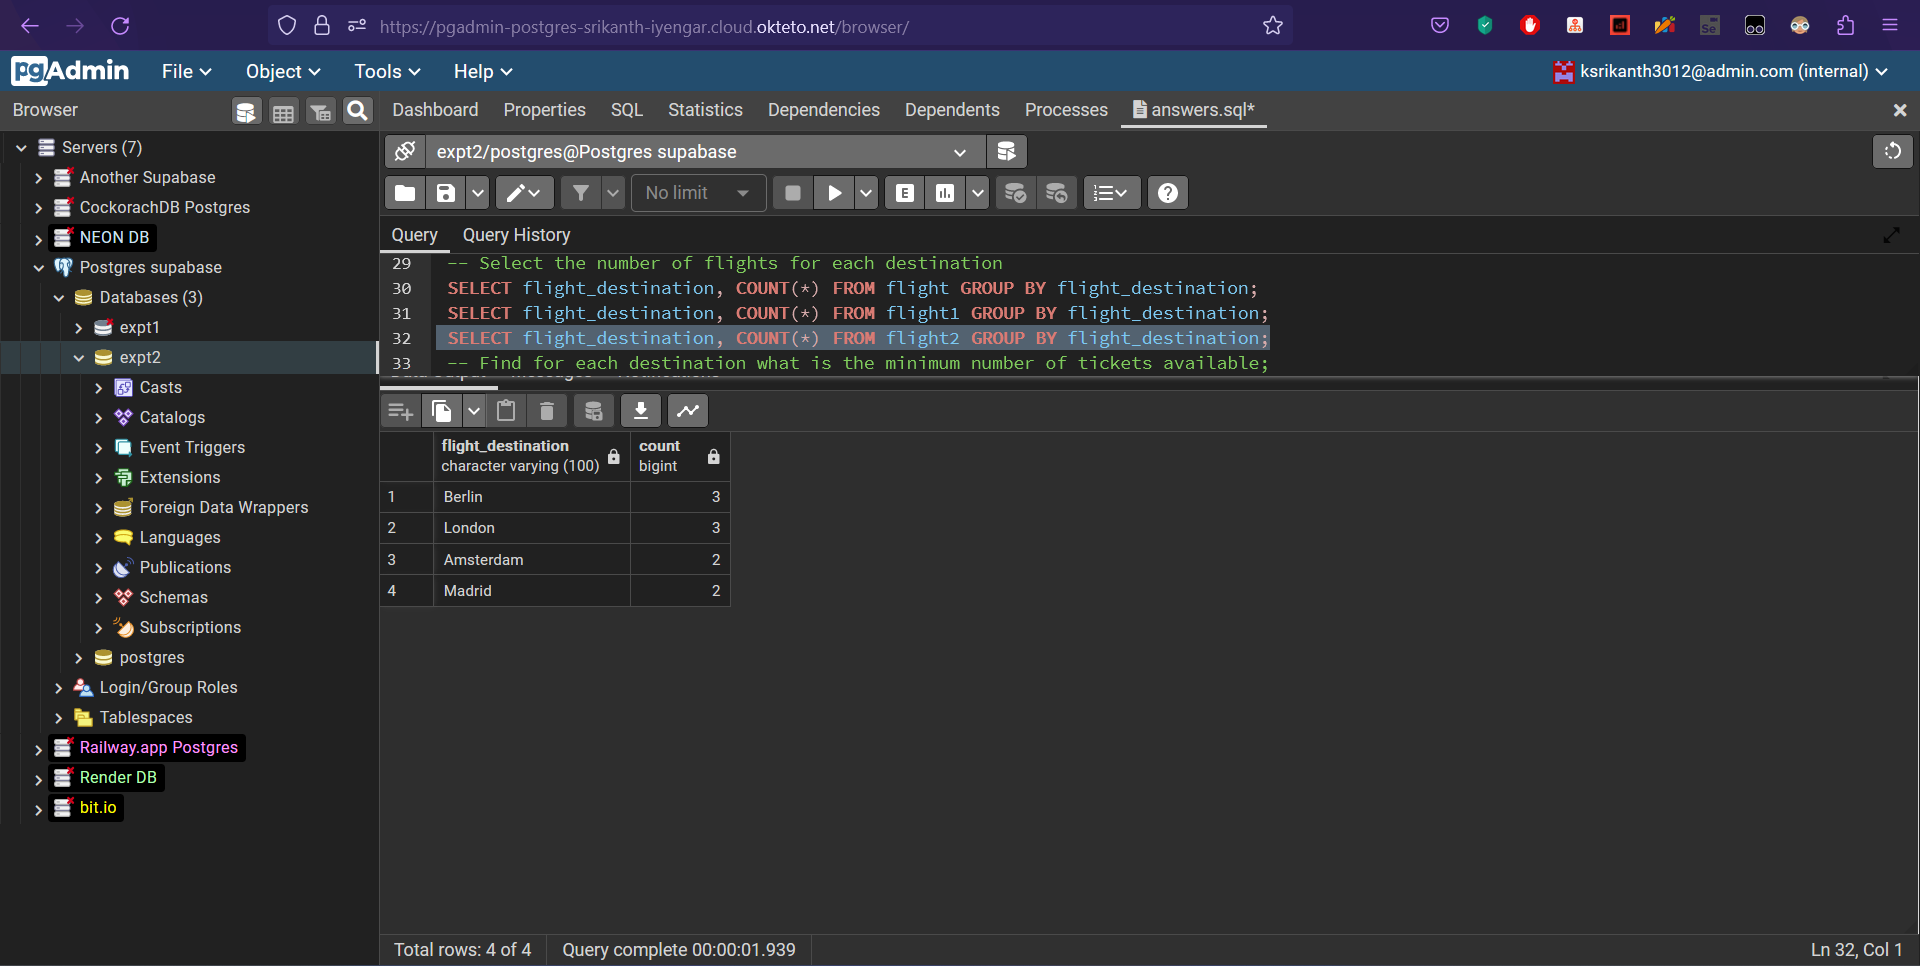 https://pgadmin-postgres-srikanth-iyengar.cloud.okteto.net/browser/
pgAdmin File Object Tools Help ksrikanth3012@admin.com (internal)
Browser Dashboard Properties SQL Statistics Dependencies Dependents Processes answers.sql*
Servers (7)
Another Supabase
CockorachDB Postgres
NEON DB
Postgres supabase
Databases (3)
expt1
expt2
Casts
Catalogs
Event Triggers
Extensions
Foreign Data Wrappers
Languages
Publications
Schemas
Subscriptions
postgres
Login/Group Roles
Tablespaces
Railway.app Postgres
Render DB
bit.io
expt2/postgres@Postgres supabase
No limit E
Query Query History
29 -- Select the number of flights for each destination
30 SELECT flight_destination, COUNT(*) FROM flight GROUP BY flight_destination;
31 SELECT flight_destination, COUNT(*) FROM flight1 GROUP BY flight_destination;
32 SELECT flight_destination, COUNT(*) FROM flight2 GROUP BY flight_destination;
33 -- Find for each destination what is the minimum number of tickets available;
flight_destination count
character varying (100) bigint
1 Berlin 3
2 London 3
3 Amsterdam 2
4 Madrid 2
Total rows: 4 of 4 Query complete 00:00:01.939 Ln 32, Col 1